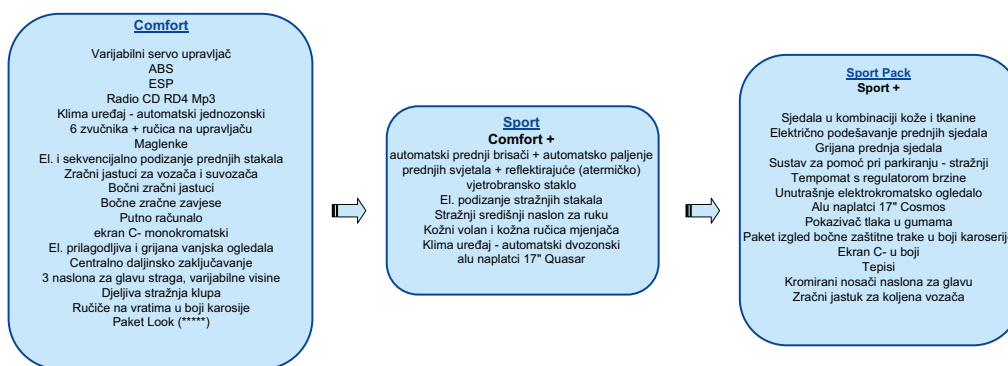 Comfort
Varijabilni servo upravljač
ABS
ESP
Radio CD RD4 Mp3
Klima uređaj - automatski jednozonski
6 zvučnika + ručica na upravljaču
Maglenke
El. i sekvencijalno podizanje prednjih stakala
Zračni jastuci za vozača i suvozača
Bočni zračni jastuci
Bočne zračne zavjese
Putno računalo
ekran C- monokromatski
El. prilagodljiva i grijana vanjska ogledala
Centralno daljinsko zaključavanje
3 naslona za glavu straga, varijabilne visine
Djeljiva stražnja klupa
Ručiče na vratima u boji karosije
Paket Look (*****)
Sport
Comfort +
automatski prednji brisači + automatsko paljenje
prednjih svjetala + reflektirajuće (atermičko)
vjetrobransko staklo
El. podizanje stražnjih stakala
Stražnji središnji naslon za ruku
Kožni volan i kožna ručica mjenjača
Klima uređaj - automatski dvozonski
alu naplatci 17" Quasar
Sport Pack
Sport +
Sjedala u kombinaciji kože i tkanine
Električno podešavanje prednjih sjedala
Grijana prednja sjedala
Sustav za pomoć pri parkiranju - stražnji
Tempomat s regulatorom brzine
Unutrašnje elektrokromatsko ogledalo
Alu naplatci 17" Cosmos
Pokazivač tlaka u gumama
Paket izgled bočne zaštitne trake u boji karoserije
Ekran C- u boji
Tepisi
Kromirani nosači naslona za glavu
Zračni jastuk za koljena vozača